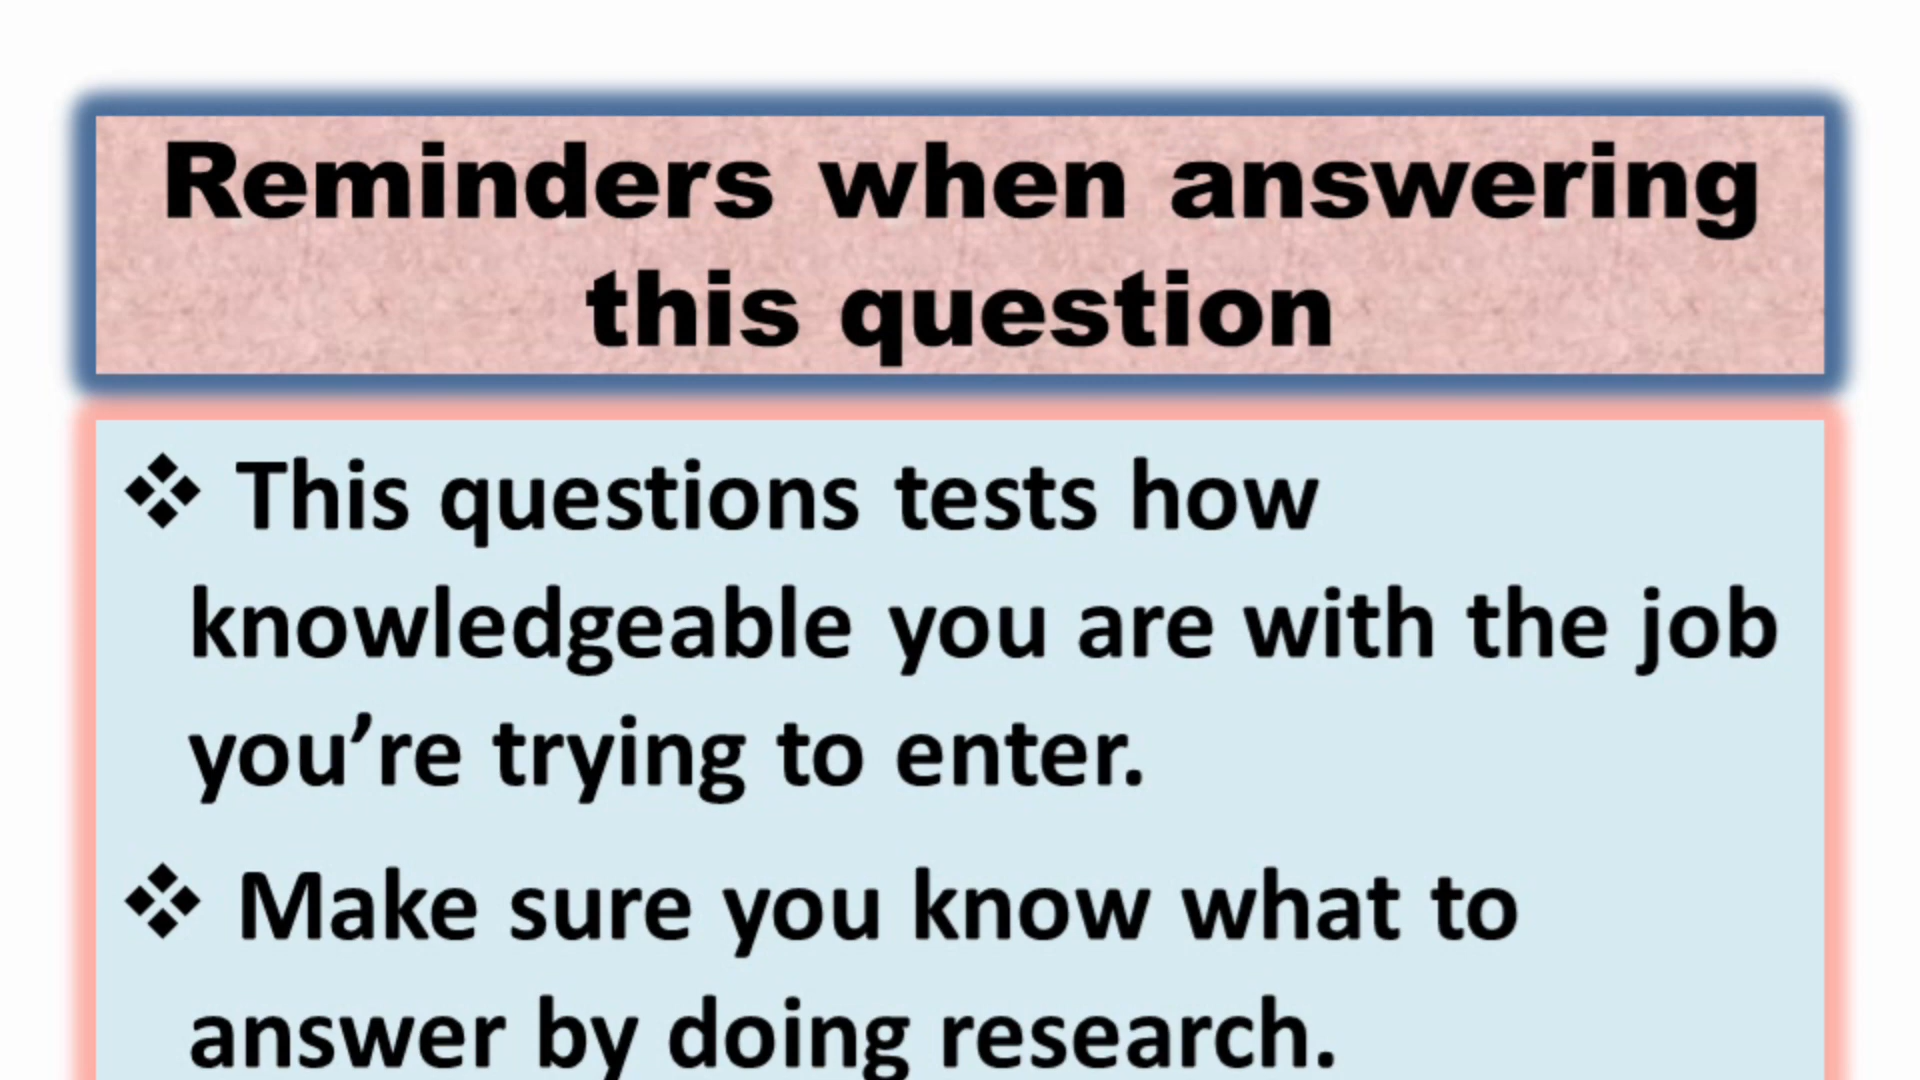 Reminders when answering
this question
❖ This questions tests how
knowledgeable you are with the job
you’re trying to enter.
❖ Make sure you know what to
answer by doing research.